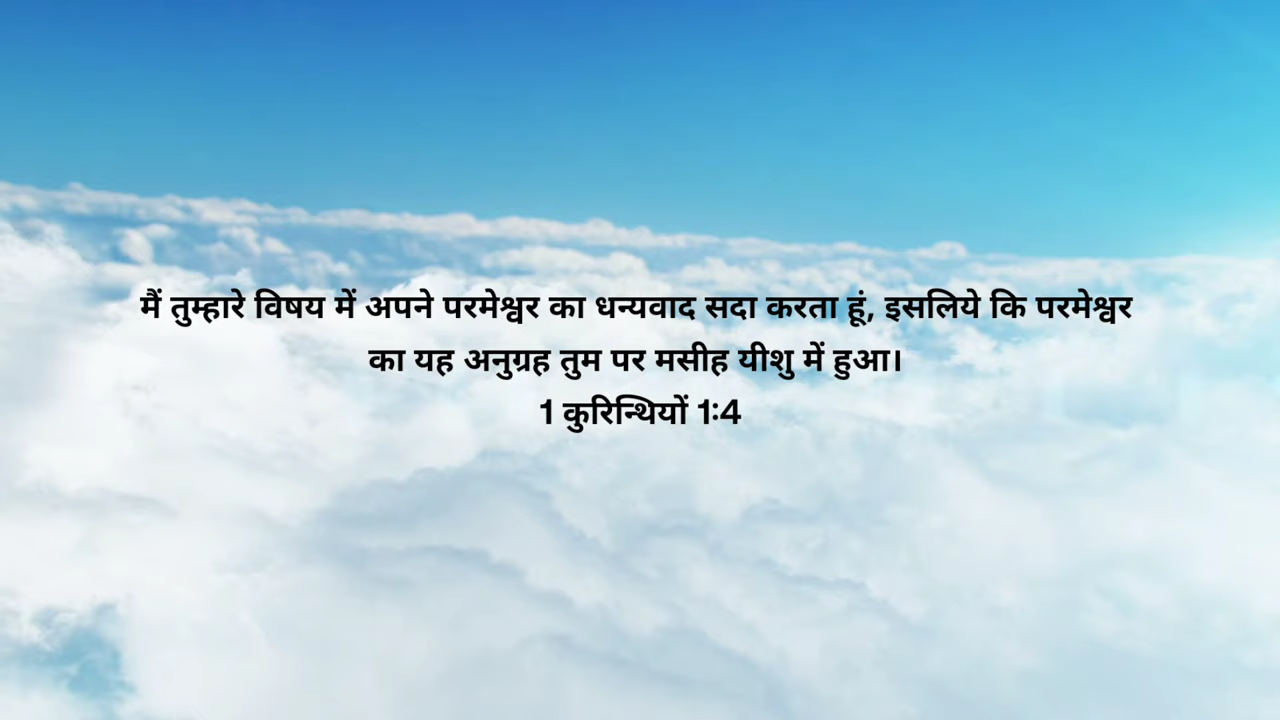 मैं तुम्हारे विषय में अपने परमेश्वर का धन्यवाद सदा करता हूं, इसलिये कि परमेश्वर
का यह अनुग्रह तुम पर मसीह यीशु में हुआ।
1 कुरिन्थियों 1:4